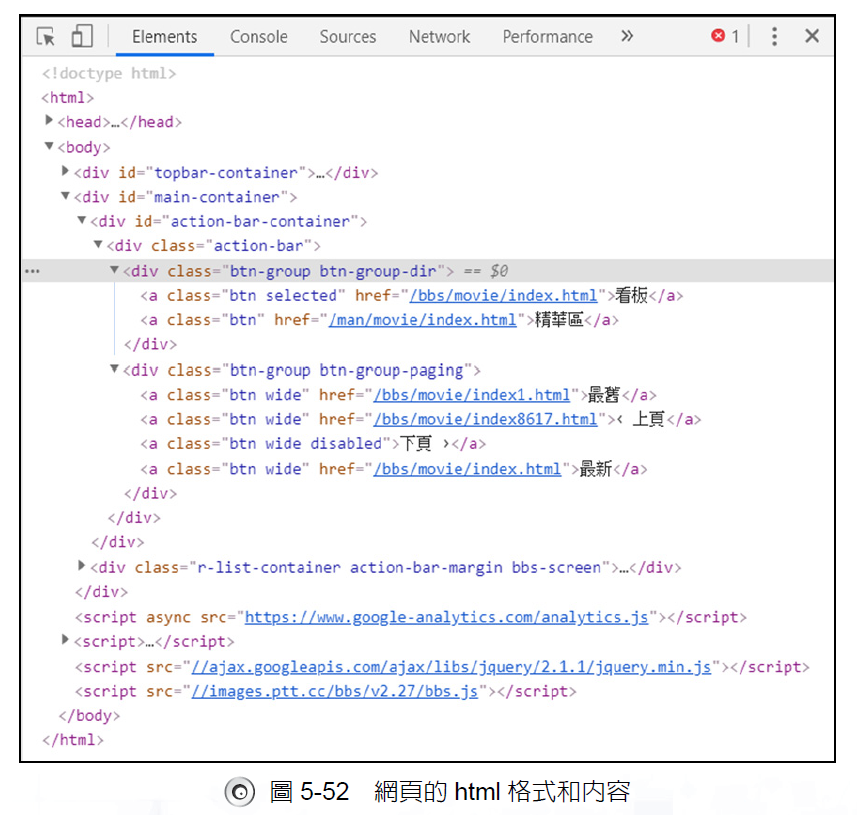 Elements Console Sources Network Performance » 1
<!doctype html>
<html>
<head>…</head>
<body>
<div id="topbar-container">…</div>
<div id="main-container">
<div id="action-bar-container">
<div class="action-bar">
<div class="btn-group btn-group-dir"> == $0
<a class="btn selected" href="/bbs/movie/index.html">看板</a>
<a class="btn" href="/man/movie/index.html">精華區</a>
</div>
<div class="btn-group btn-group-paging">
<a class="btn wide" href="/bbs/movie/index1.html">最舊</a>
<a class="btn wide" href="/bbs/movie/index8617.html">‹ 上頁</a>
<a class="btn wide disabled">下頁 ›</a>
<a class="btn wide" href="/bbs/movie/index.html">最新</a>
</div>
</div>
</div>
<div class="r-list-container action-bar-margin bbs-screen">…</div>
</div>
<script async src="https://www.google-analytics.com/analytics.js"></script>
<script>…</script>
<script src="//ajax.googleapis.com/ajax/libs/jquery/2.1.1/jquery.min.js"></script>
<script src="//images.ptt.cc/bbs/v2.27/bbs.js"></script>
</body>
</html>
圖 5-52 網頁的 html 格式和內容